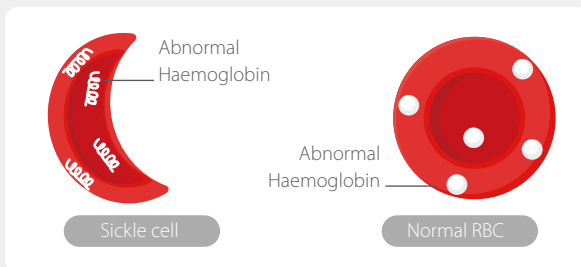 Abnormal
Haemoglobin
Abnormal
Haemoglobin
Sickle cell
Normal RBC